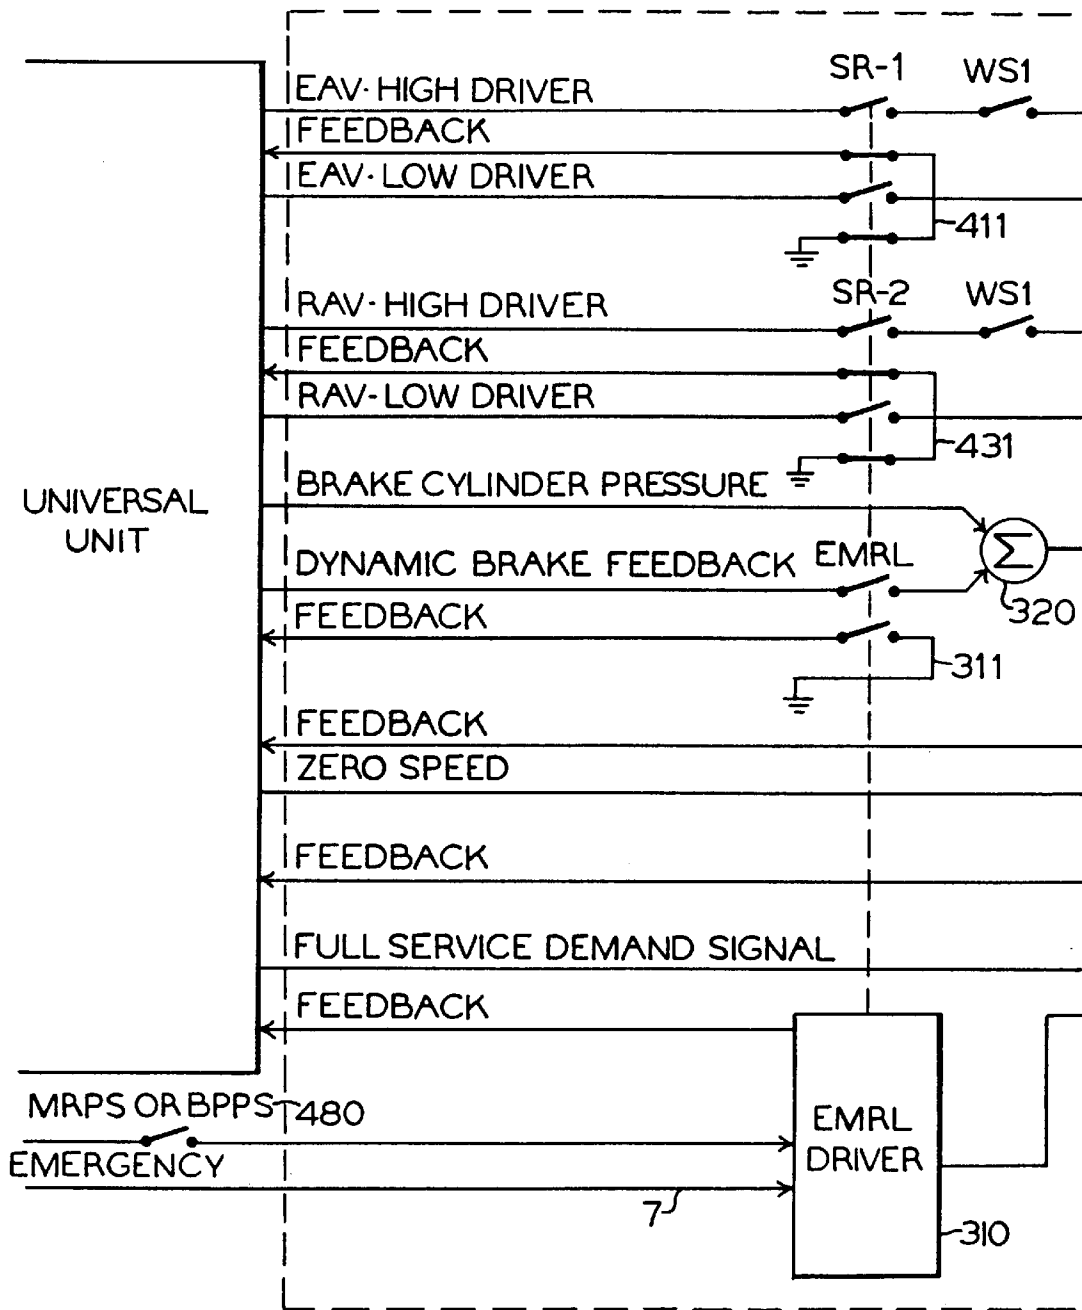 SR-1 WS1
EAV-HIGH DRIVER
FEEDBACK
EAV-LOW DRIVER
411
SR-2 WS1
RAV-HIGH DRIVER
FEEDBACK
RAV-LOW DRIVER
431
BRAKE CYLINDER PRESSURE
UNIVERSAL
UNIT
Σ
DYNAMIC BRAKE FEEDBACK EMRL
320
FEEDBACK
311
FEEDBACK
ZERO SPEED
FEEDBACK
FULL SERVICE DEMAND SIGNAL
FEEDBACK
MRPS OR BPPS 480
EMRL
DRIVER
EMERGENCY
7
310